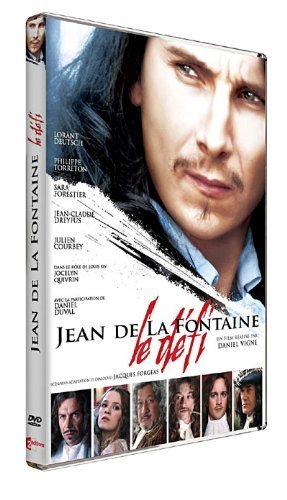 LORÀNT
DEUTSCH
PHILIPPE
TORRETON
SARA
FORESTIER
JEAN-CLAUDE
DREYFUS
JULIEN
COURBEY
DANS LE RÔLE DE LOUIS XIV
JOCELYN
QUIVRIN
AVEC LA PARTICIPATION DE
DANIEL
DUVAL
JEAN DE LA FONTAINE
le défi
UN FILM RÉALISÉ PAR
DANIEL VIGNE
SCÉNARIO ADAPTATION ET DIALOGUES JACQUES FORGEAS
le défi
JEAN DE LA FONTAINE
DVD